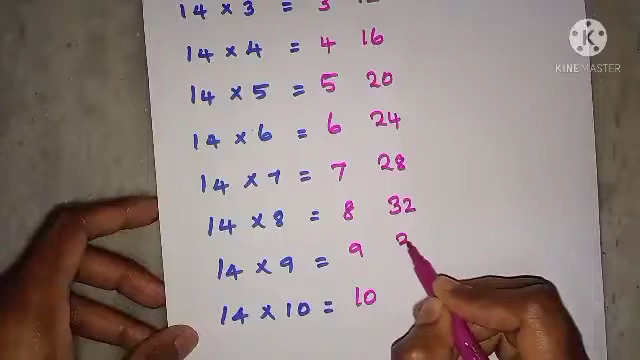 14 × 3 = 3 12
14 × 4 = 4 16
KINEMASTER
14 × 5 = 5 20
14 × 6 = 6 24
14 × 7 = 7 28
14 × 8 = 8 32
14 × 9 = 9
14 × 10 = 10